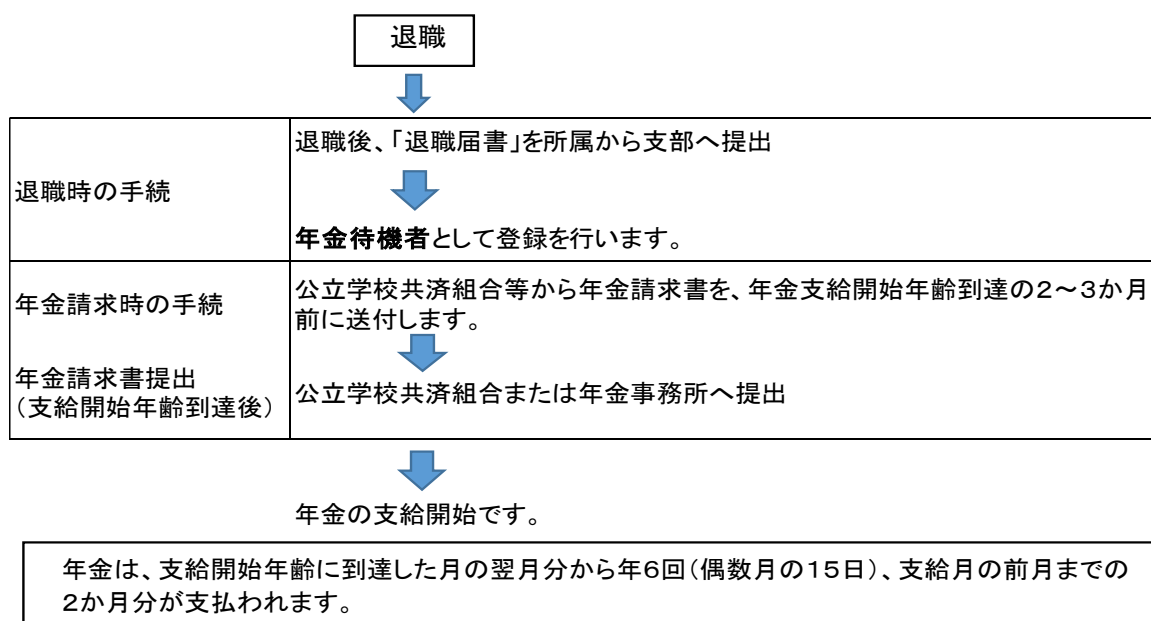 退職
退職後、「退職届書」を所属から支部へ提出
退職時の手続
年金待機者として登録を行います。
年金請求時の手続
公立学校共済組合等から年金請求書を、年金支給開始年齢到達の２～３か月
前に送付します。
年金請求書提出
（支給開始年齢到達後）
公立学校共済組合または年金事務所へ提出
年金の支給開始です。
年金は、支給開始年齢に到達した月の翌月分から年６回（偶数月の１５日）、支給月の前月までの
２か月分が支払われます。